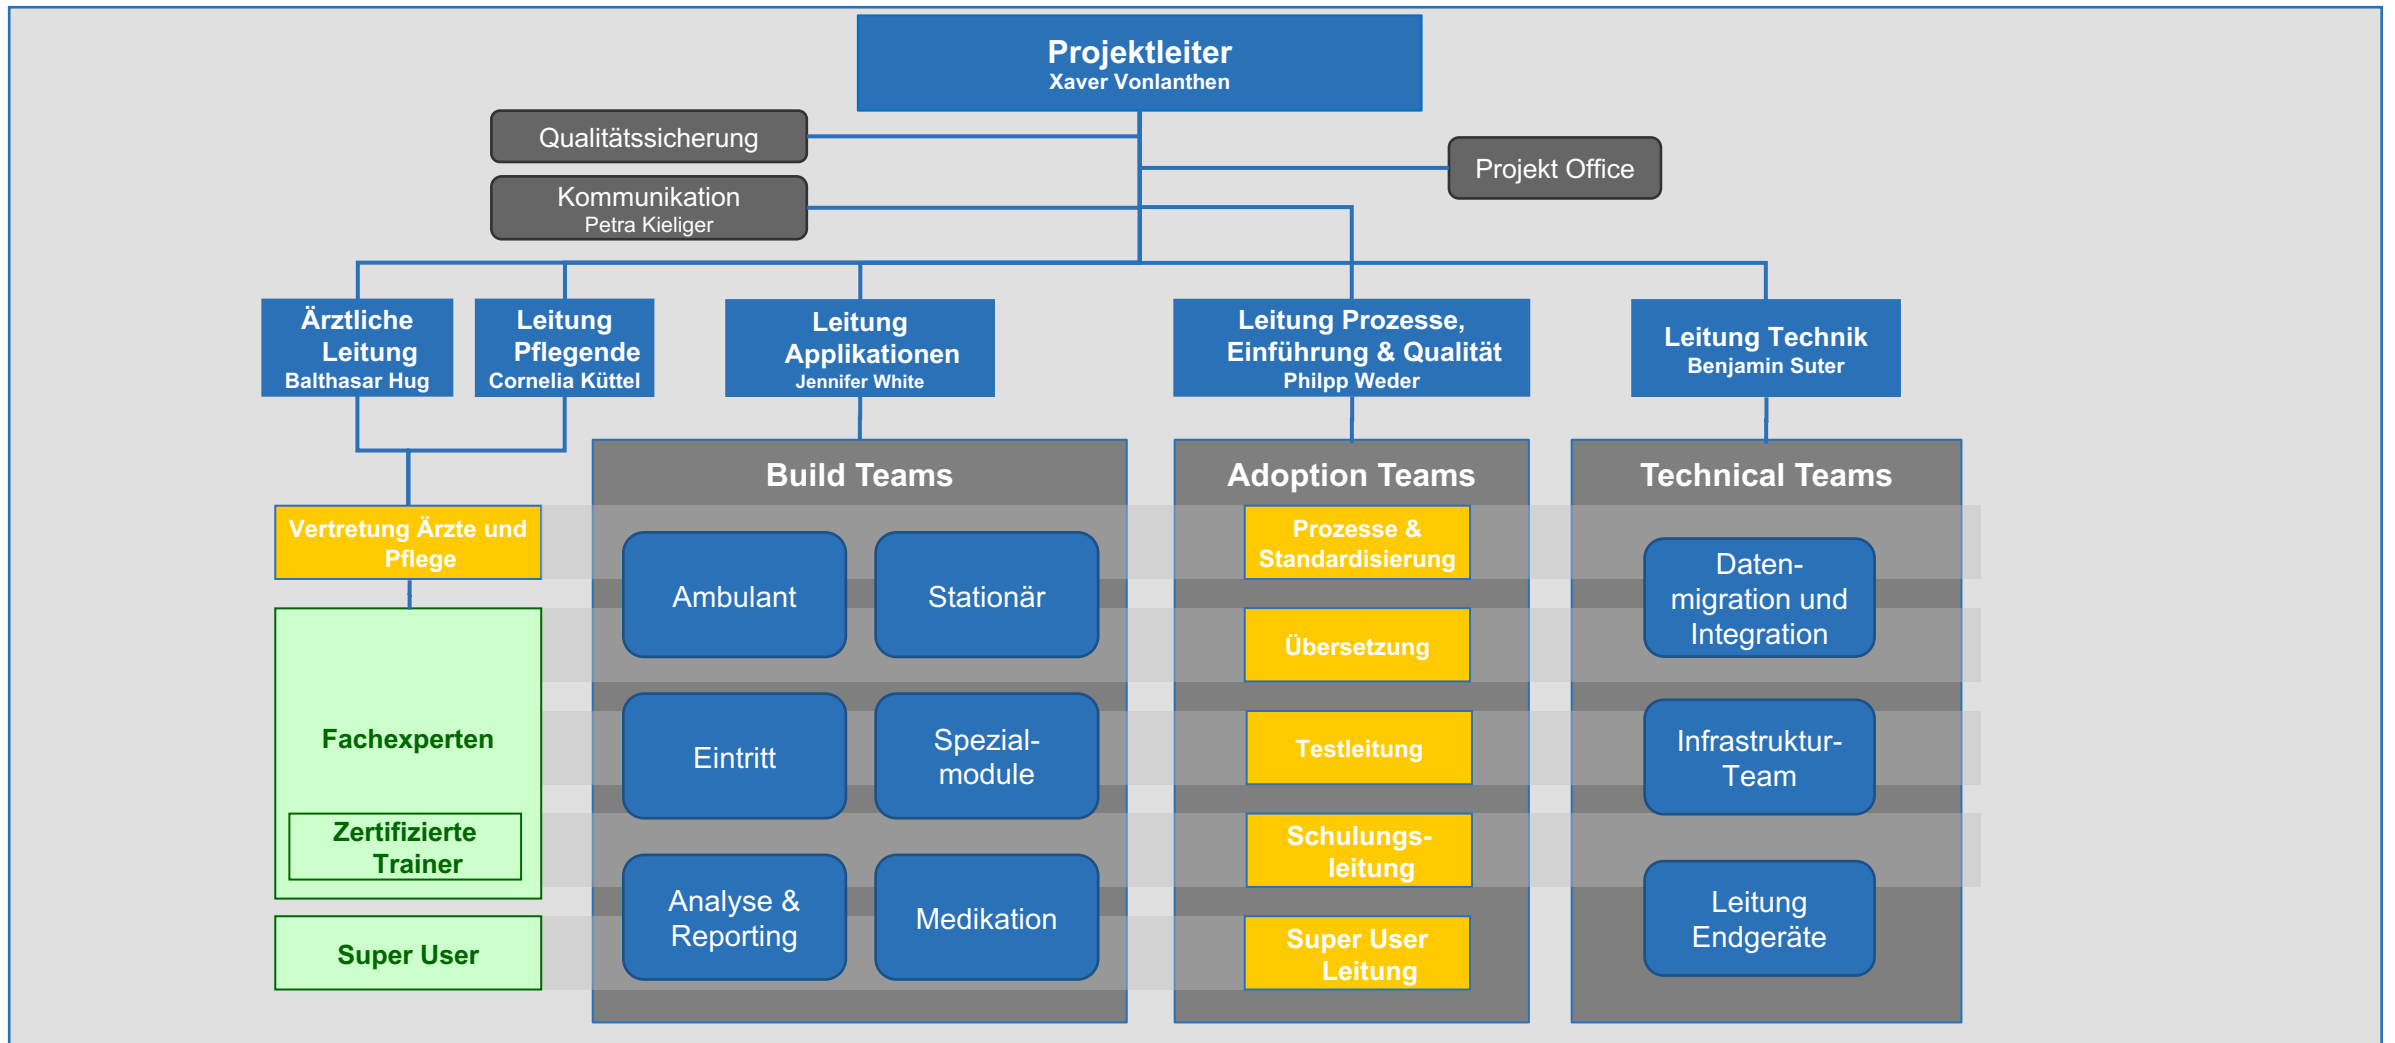 Projektleiter
Xaver Vonlanthen
Qualitätssicherung
Projekt Office
Kommunikation
Petra Kieliger
Ärztliche
Leitung
Balthasar Hug
Leitung
Pflegende
Cornelia Küttel
Leitung
Applikationen
Jennifer White
Leitung Prozesse,
Einführung & Qualität
Philpp Weder
Leitung Technik
Benjamin Suter
Vertretung Ärzte und
Pflege
Fachexperten
Zertifizierte
Trainer
Super User
Build Teams
Ambulant
Stationär
Eintritt
Spezial-
module
Analyse &
Reporting
Medikation
Adoption Teams
Prozesse &
Standardisierung
Übersetzung
Testleitung
Schulungs-
leitung
Super User
Leitung
Technical Teams
Daten-
migration und
Integration
Infrastruktur-
Team
Leitung
Endgeräte